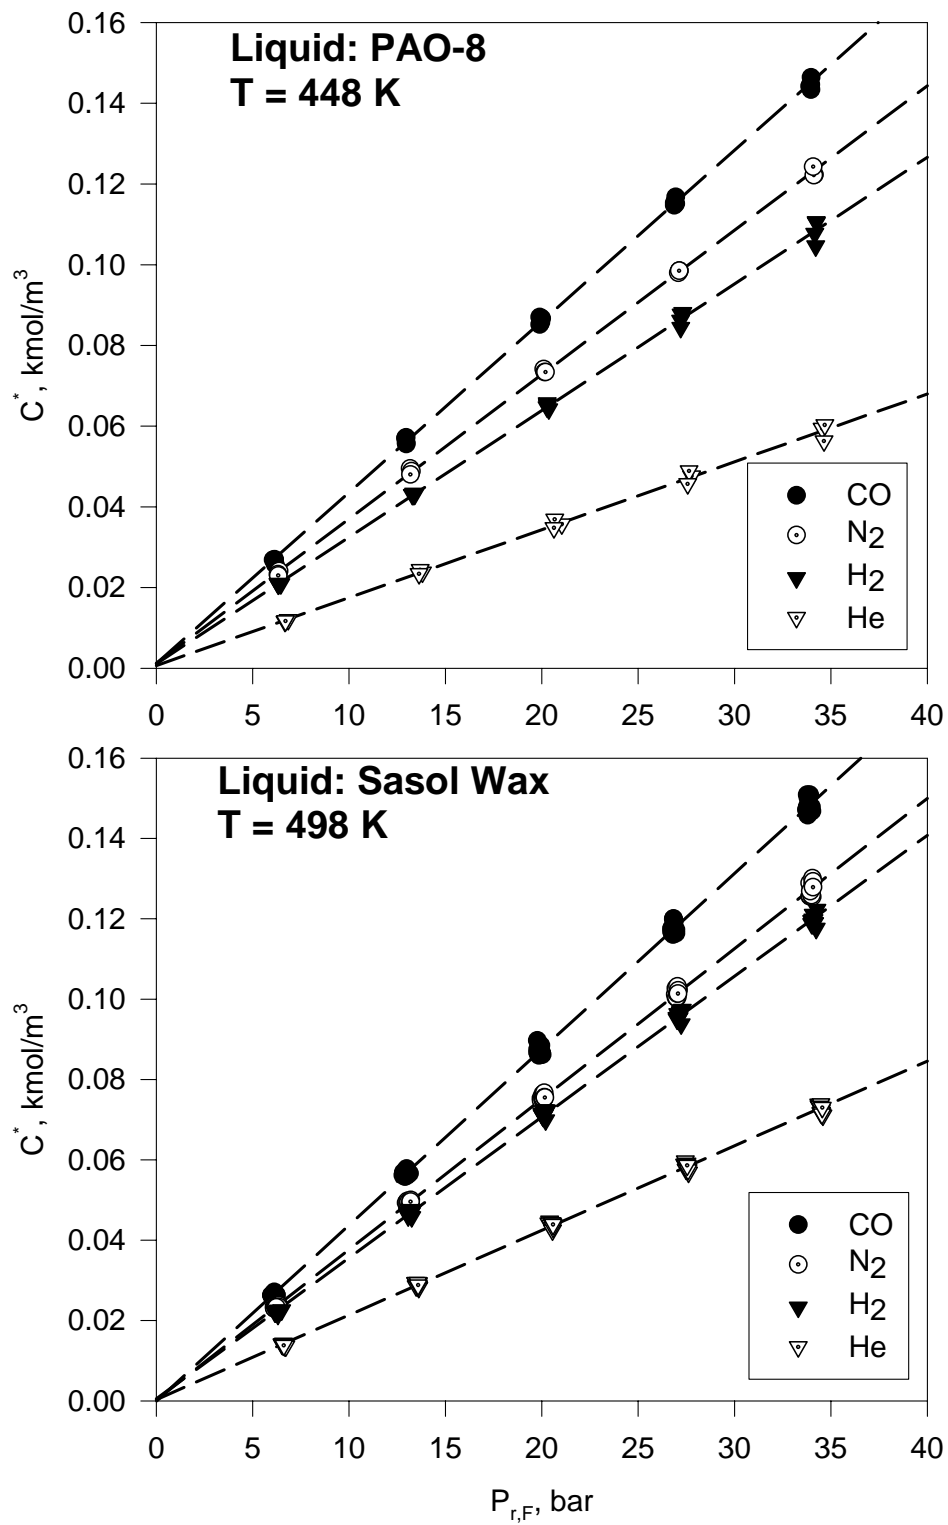 Liquid: PAO-8
T = 448 K
0.16
0.14
0.12
0.10
0.08
0.06
0.04
0.02
0.00
C*, kmol/m3
CO
N2
H2
He
0 5 10 15 20 25 30 35 40
Liquid: Sasol Wax
T = 498 K
0.16
0.14
0.12
0.10
0.08
0.06
0.04
0.02
0.00
C*, kmol/m3
CO
N2
H2
He
0 5 10 15 20 25 30 35 40
Pr,F, bar